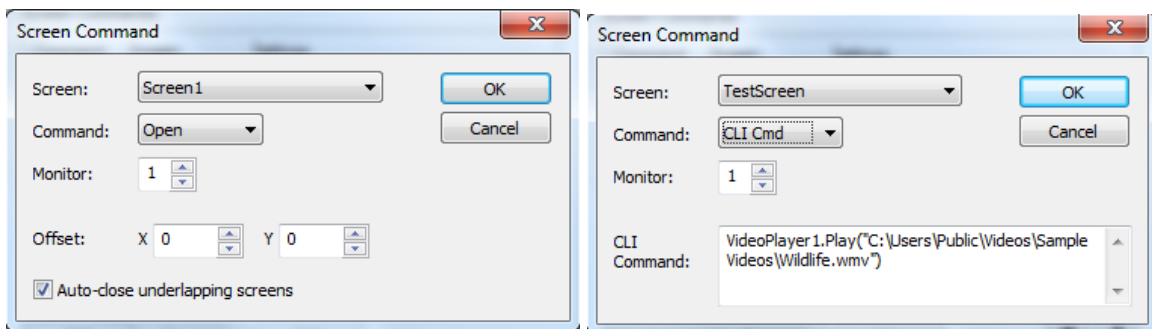 Screen Command
Screen: Screen1 OK
Command: Open Cancel
Monitor: 1
Offset: X 0 Y 0
Auto-close underlapping screens
Screen Command
Screen: TestScreen OK
Command: CLI Cmd Cancel
Monitor: 1
CLI Command:
VideoPlayer1.Play("C:\Users\Public\Videos\Sample
Videos\Wildlife.wmv")